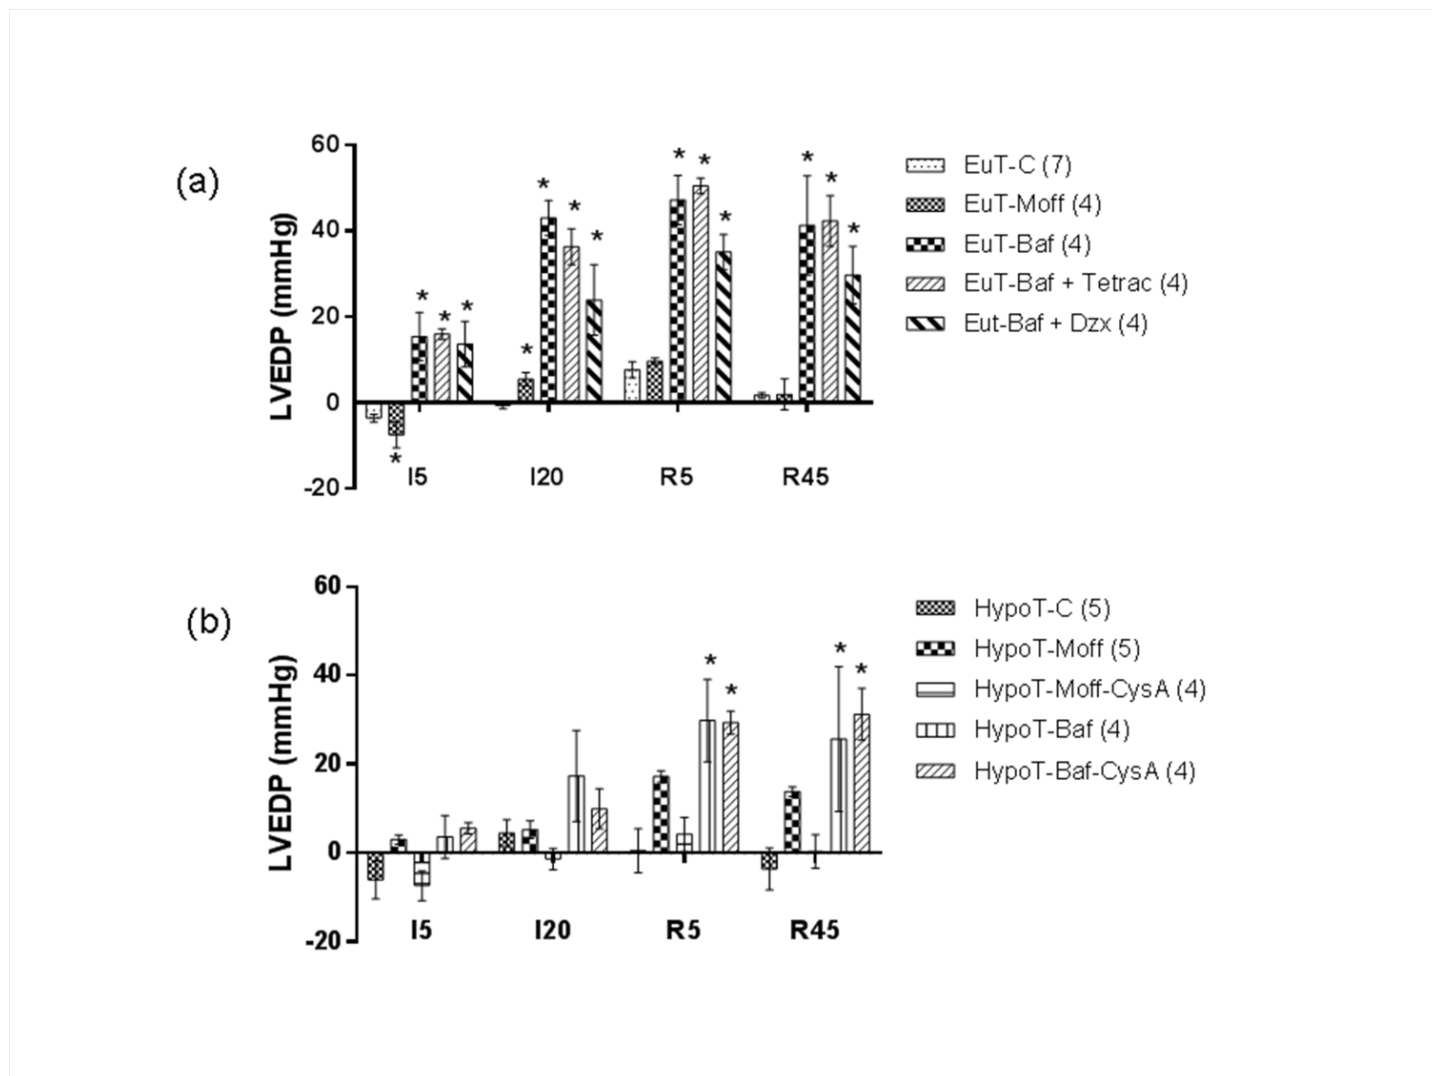 (a)
LVEDP (mmHg)
60
40
20
0
-20
* * * * * * * * * * * * * *
I5 I20 R5 R45
EuT-C (7)
EuT-Moff (4)
EuT-Baf (4)
EuT-Baf + Tetrac (4)
Eut-Baf + Dzx (4)
(b)
LVEDP (mmHg)
60
40
20
0
-20
* * * *
I5 I20 R5 R45
HypoT-C (5)
HypoT-Moff (5)
HypoT-Moff-CysA (4)
HypoT-Baf (4)
HypoT-Baf-CysA (4)